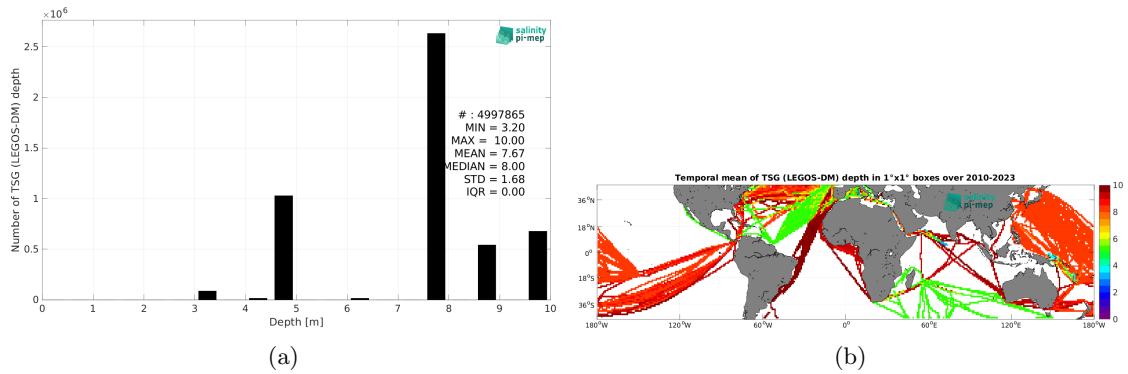 ×10⁶
2.5
2
1
0.5
0
Number of TSG (LEGOS-DM) depth
salinity
pi-mep
# : 4997865
MIN = 3.20
MAX = 10.00
MEAN = 7.67
MEDIAN = 8.00
STD = 1.68
IQR = 0.00
0 1 2 3 4 5 6 7 8 9 10
Depth [m]
(a)
Temporal mean of TSG (LEGOS-DM) depth in 1°x1° boxes over 2010-2023
salinity
pi-mep
36°N
18°N
0°
18°S
36°S
180°W 120°W 60°W 0° 60°E 120°E 180°W
10
8
6
4
2
0
(b)